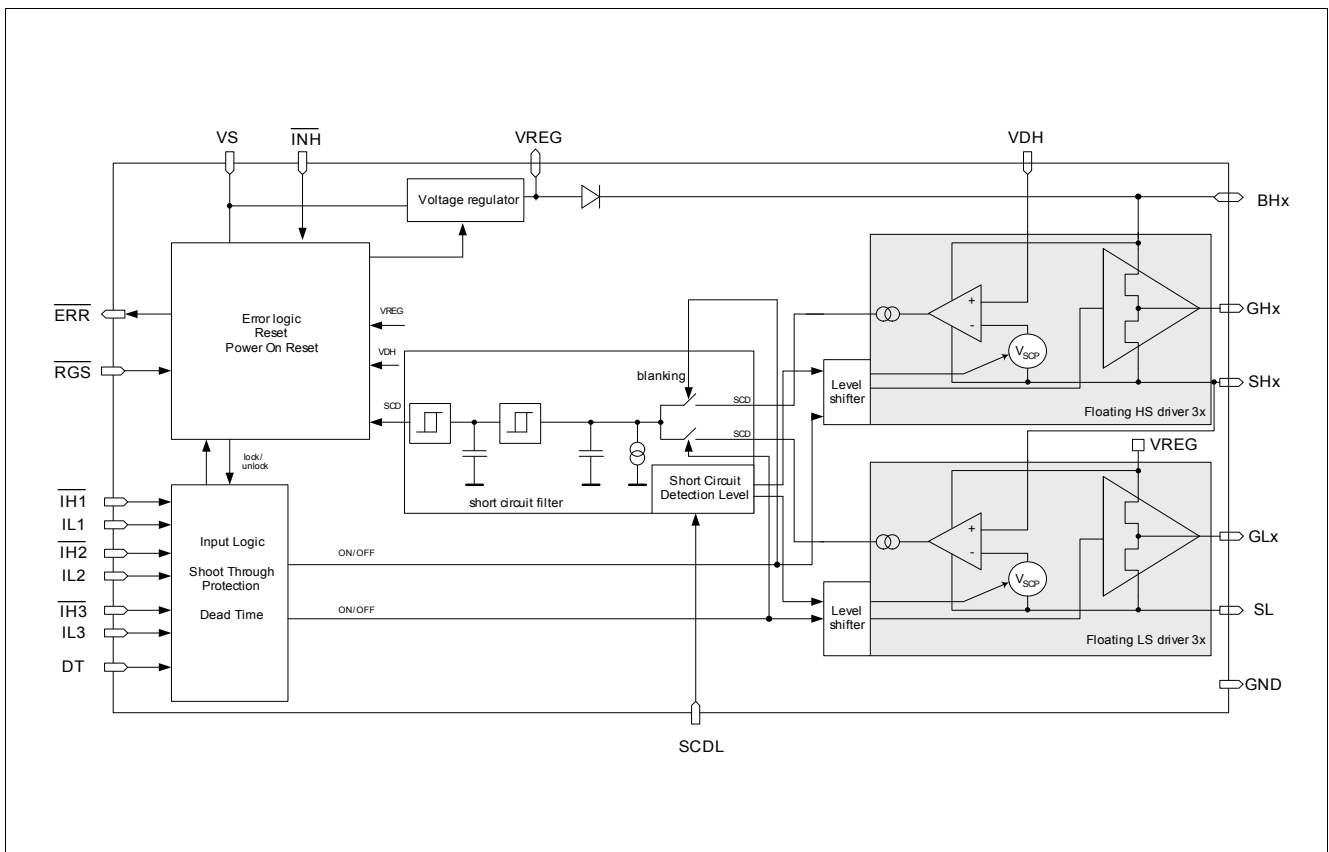 VS
INH
VREG
VDH
Voltage regulator
BHx
ERR
Error logic
Reset
Power On Reset
VREG
VDH
SCD
RGS
blanking
SCD
SCD
+
-
VSCP
GHx
SHx
Level
shifter
Floating HS driver 3x
lock/
unlock
short circuit filter
Short Circuit
Detection Level
VREG
IH1
IL1
IH2
IL2
IH3
IL3
DT
Input Logic
Shoot Through
Protection
Dead Time
ON/OFF
ON/OFF
+
-
VSCP
GLx
SL
Level
shifter
Floating LS driver 3x
GND
SCDL